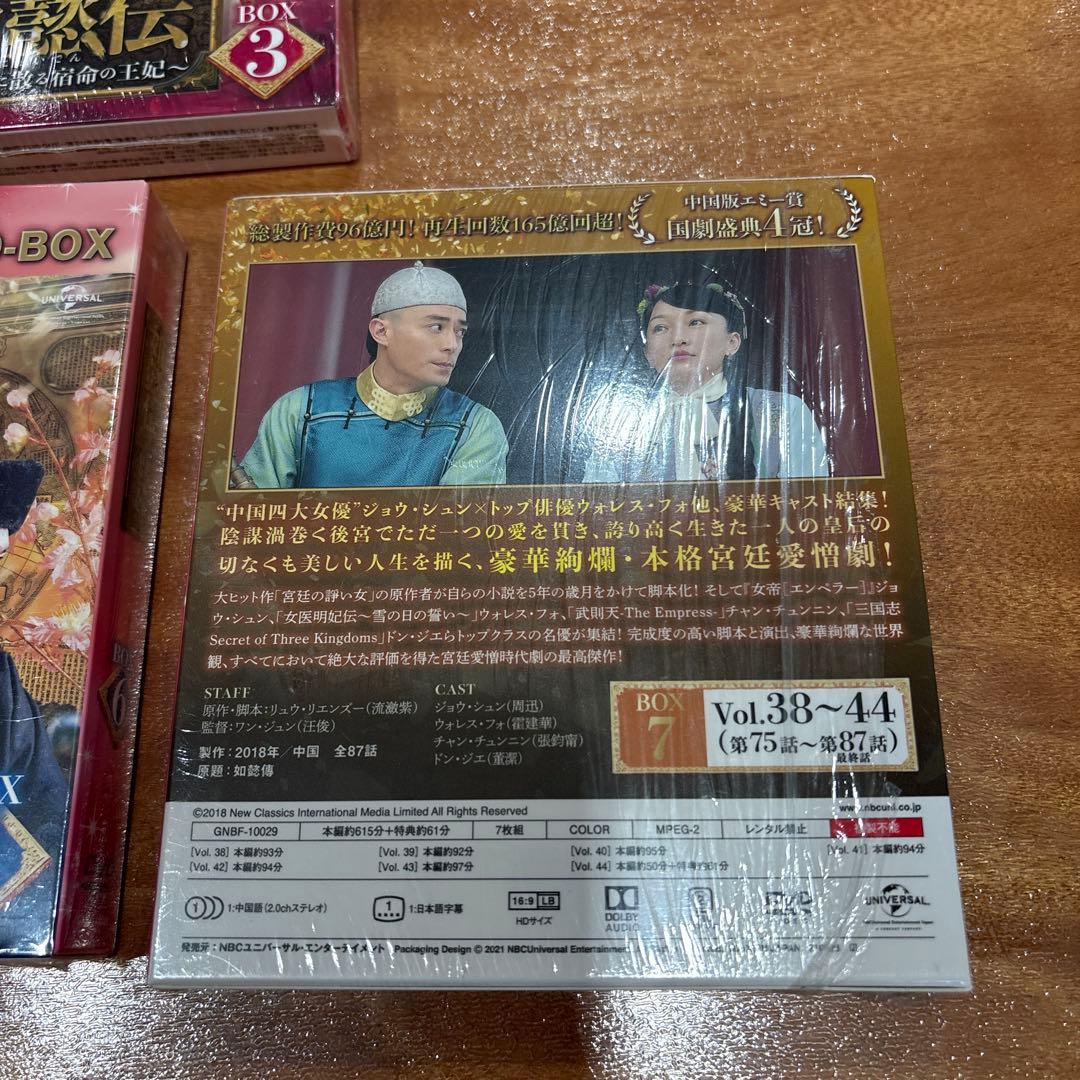 懿伝
BOX
3
散る宿命の王妃～
D-BOX
UNIVERSAL
BOX
6
X
総製作費96億円! 再生回数165億回超!
中国版エミー賞
国劇盛典4冠!
“中国四大女優”ジョウ・シュン×トップ俳優ウォレス・フォ他、豪華キャスト結集!
陰謀渦巻く後宮でただ一つの愛を貫き、誇り高く生きた一人の皇后の
切なくも美しい人生を描く、豪華絢爛・本格宮廷愛憎劇!
大ヒット作「宮廷の諍い女」の原作者が自らの小説を5年の歳月をかけて脚本化! そして『女帝[エンペラー]』ジョ
ウ・シュン、「女医明妃伝～雪の日の誓い～」ウォレス・フォ、「武則天-The Empress-」チャン・チュンニン、「三国志
Secret of Three Kingdoms」ドン・ジエらトップクラスの名優が集結! 完成度の高い脚本と演出、豪華絢爛な世界
観、すべてにおいて絶大な評価を得た宮廷愛憎時代劇の最高傑作!
STAFF
原作・脚本:リュウ・リエンズー(流瀲紫)
監督:ワン・ジュン(汪俊)
製作:2018年/中国 全87話
原題:如懿傳
CAST
ジョウ・シュン(周迅)
ウォレス・フォ(霍建華)
チャン・チュンニン(張鈞甯)
ドン・ジエ(董潔)
BOX
7
Vol.38～44
(第75話～第87話)
最終話
©2018 New Classics International Media Limited All Rights Reserved
www.nbcuni.co.jp
GNBF-10029 本編約615分+特典約61分 7枚組 COLOR MPEG-2 レンタル禁止 複製不能
[Vol. 38] 本編約93分 [Vol. 39] 本編約92分 [Vol. 40] 本編約95分 [Vol. 41] 本編約94分
[Vol. 42] 本編約94分 [Vol. 43] 本編約97分 [Vol. 44] 本編約50分+特典約61分
1 1:中国語(2.0chステレオ) 1 1:日本語字幕 16:9 LB
HDサイズ
DOLBY
AUDIO
2
UNIVERSAL
発売元:NBCユニバーサル・エンターテイメント Packaging Design © 2021 NBCUniversal Entertainment